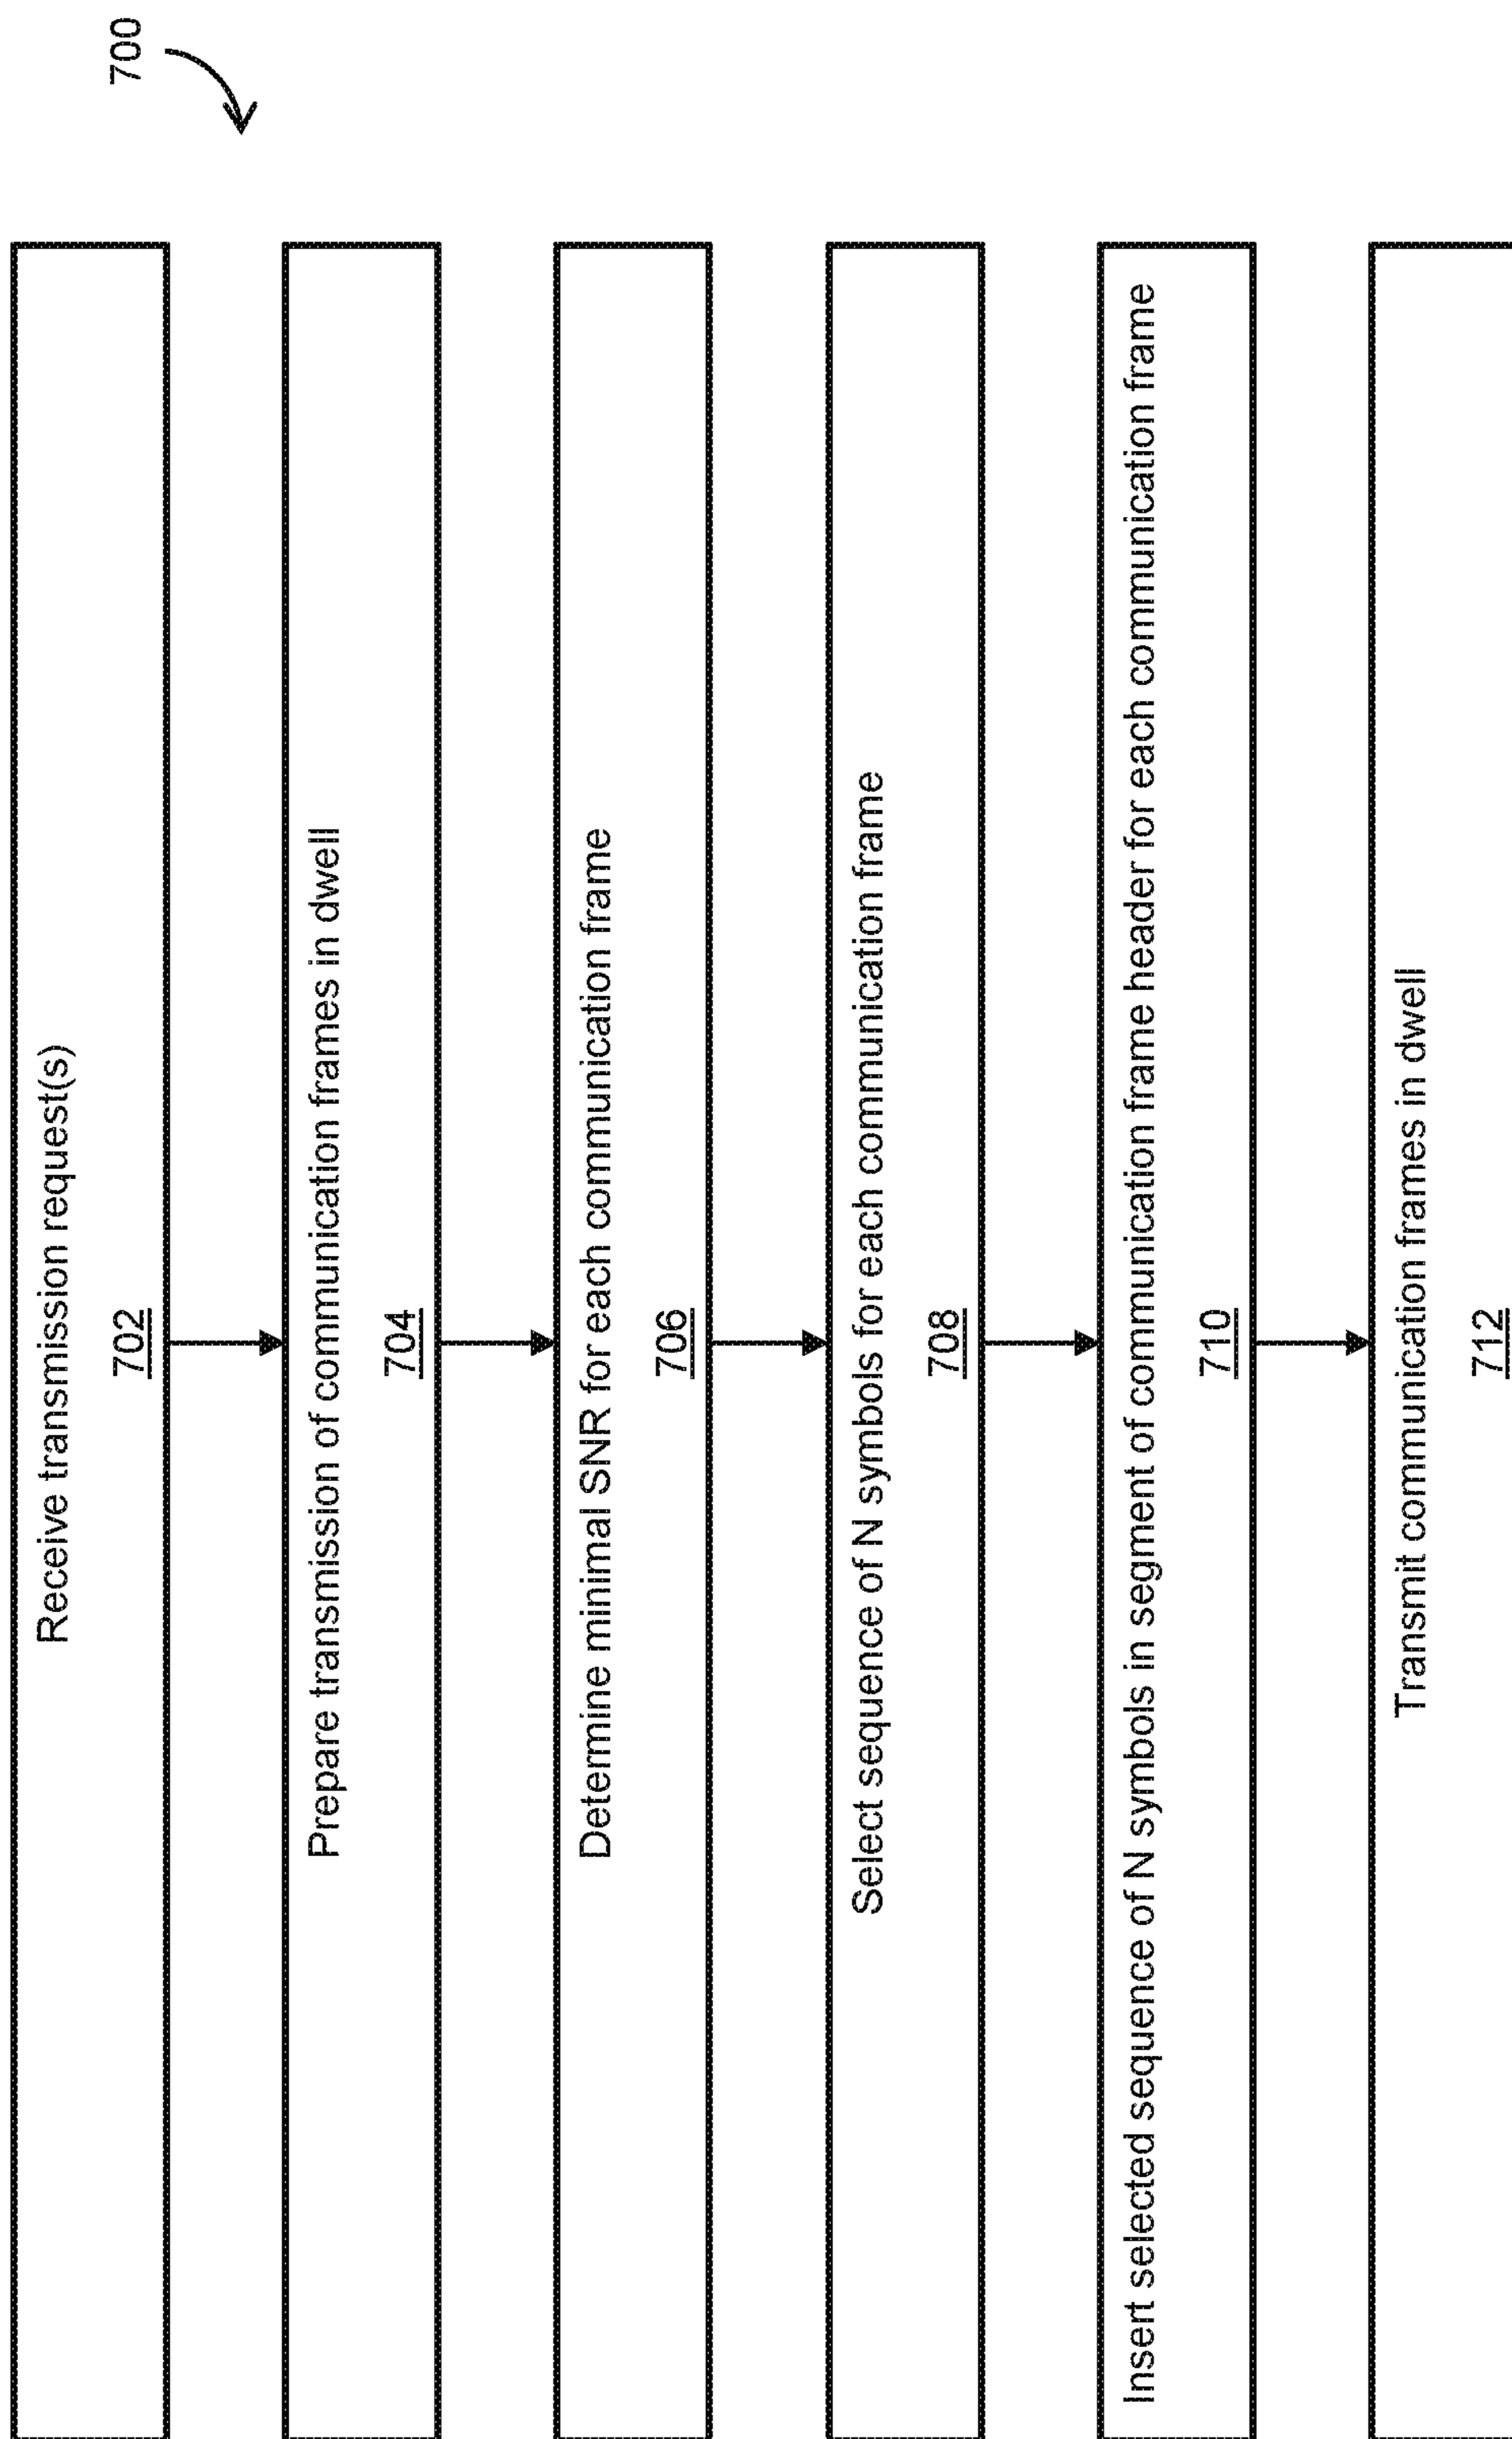 700
Receive transmission request(s)
702
Prepare transmission of communication frames in dwell
704
Determine minimal SNR for each communication frame
706
Select sequence of N symbols for each communication frame
708
Insert selected sequence of N symbols in segment of communication frame header for each communication frame
710
Transmit communication frames in dwell
712